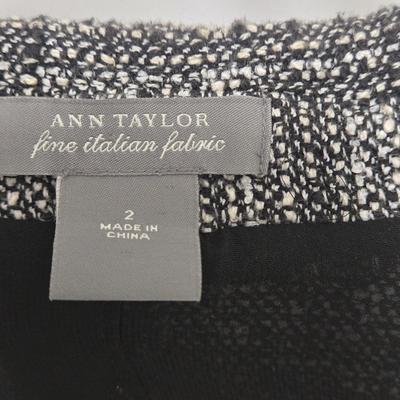 ANN TAYLOR
fine italian fabric
2
MADE IN
CHINA